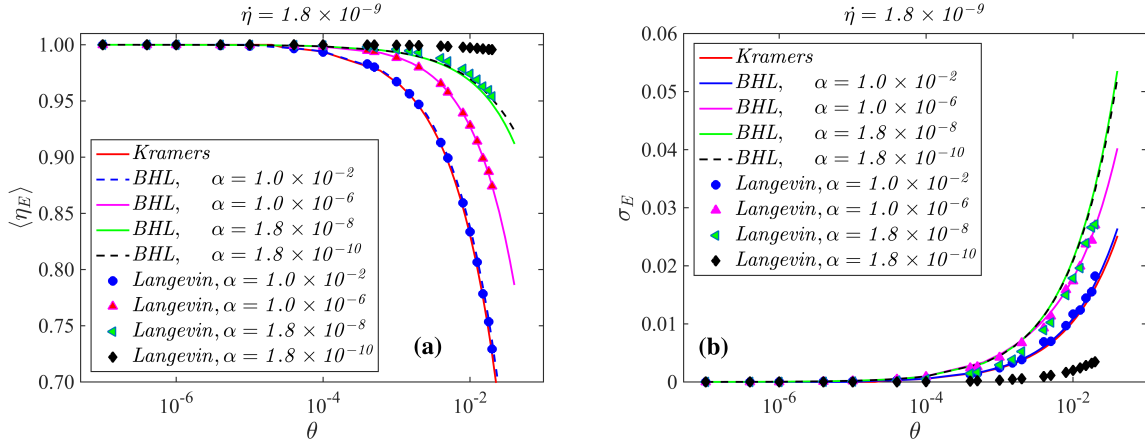 η̇ = 1.8 × 10⁻⁹
1.00
0.95
0.90
0.85
0.80
0.75
0.70
⟨η_E⟩
Kramers
BHL, α = 1.0 × 10⁻²
BHL, α = 1.0 × 10⁻⁶
BHL, α = 1.8 × 10⁻⁸
BHL, α = 1.8 × 10⁻¹⁰
Langevin, α = 1.0 × 10⁻²
Langevin, α = 1.0 × 10⁻⁶
Langevin, α = 1.8 × 10⁻⁸
Langevin, α = 1.8 × 10⁻¹⁰
(a)
10⁻⁶ 10⁻⁴ 10⁻²
θ
η̇ = 1.8 × 10⁻⁹
0.06
0.05
0.04
0.03
0.02
0.01
0
σ_E
Kramers
BHL, α = 1.0 × 10⁻²
BHL, α = 1.0 × 10⁻⁶
BHL, α = 1.8 × 10⁻⁸
BHL, α = 1.8 × 10⁻¹⁰
Langevin, α = 1.0 × 10⁻²
Langevin, α = 1.0 × 10⁻⁶
Langevin, α = 1.8 × 10⁻⁸
Langevin, α = 1.8 × 10⁻¹⁰
(b)
10⁻⁶ 10⁻⁴ 10⁻²
θ